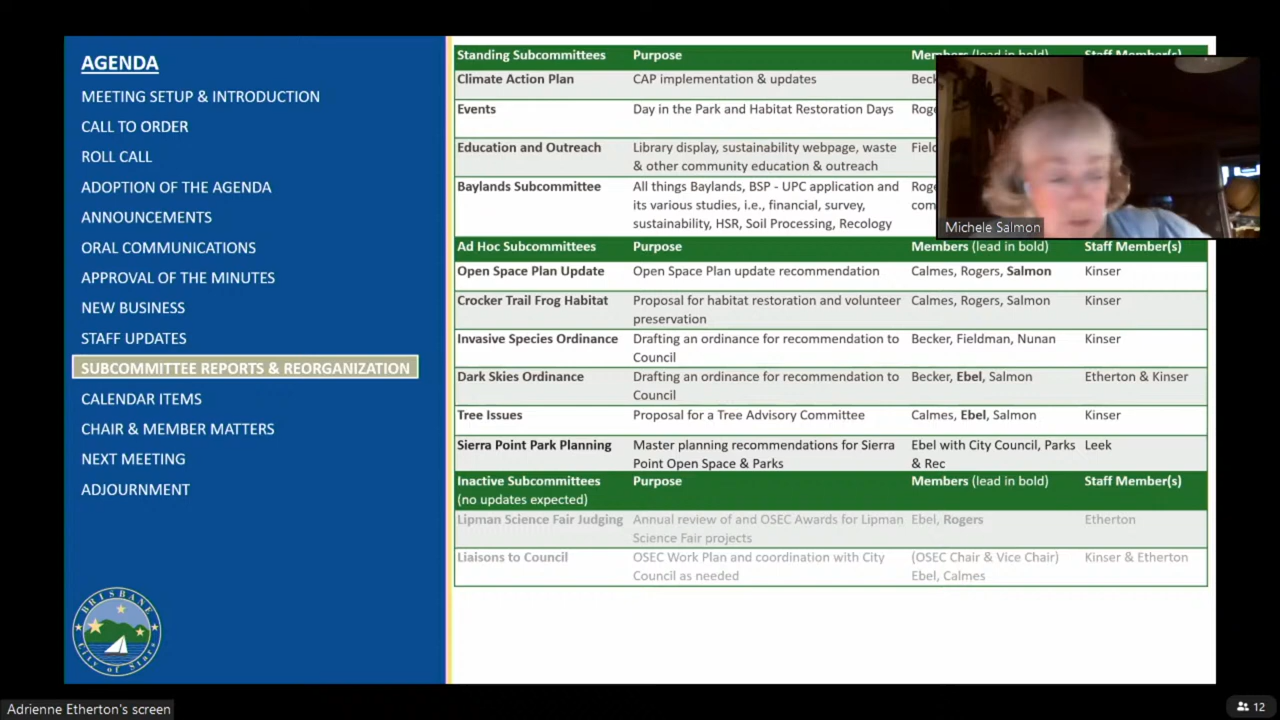 AGENDA
MEETING SETUP & INTRODUCTION
CALL TO ORDER
ROLL CALL
ADOPTION OF THE AGENDA
ANNOUNCEMENTS
ORAL COMMUNICATIONS
APPROVAL OF THE MINUTES
NEW BUSINESS
STAFF UPDATES
SUBCOMMITTEE REPORTS & REORGANIZATION
CALENDAR ITEMS
CHAIR & MEMBER MATTERS
NEXT MEETING
ADJOURNMENT
BRISBANE
City of Stars
Standing Subcommittees Purpose Members (lead in bold) Staff Member(s)
Climate Action Plan CAP implementation & updates
Events Day in the Park and Habitat Restoration Days
Education and Outreach Library display, sustainability webpage, waste
& other community education & outreach
Baylands Subcommittee All things Baylands, BSP - UPC application and
its various studies, i.e., financial, survey,
sustainability, HSR, Soil Processing, Recology
Michele Salmon
Ad Hoc Subcommittees Purpose Members (lead in bold) Staff Member(s)
Open Space Plan Update Open Space Plan update recommendation Calmes, Rogers, Salmon Kinser
Crocker Trail Frog Habitat Proposal for habitat restoration and volunteer Calmes, Rogers, Salmon Kinser
preservation
Invasive Species Ordinance Drafting an ordinance for recommendation to Becker, Fieldman, Nunan Kinser
Council
Dark Skies Ordinance Drafting an ordinance for recommendation to Becker, Ebel, Salmon Etherton & Kinser
Council
Tree Issues Proposal for a Tree Advisory Committee Calmes, Ebel, Salmon Kinser
Sierra Point Park Planning Master planning recommendations for Sierra Ebel with City Council, Parks Leek
Point Open Space & Parks & Rec
Inactive Subcommittees Purpose Members (lead in bold) Staff Member(s)
(no updates expected)
Lipman Science Fair Judging Annual review of and OSEC Awards for Lipman Ebel, Rogers Etherton
Science Fair projects
Liaisons to Council OSEC Work Plan and coordination with City (OSEC Chair & Vice Chair) Kinser & Etherton
Council as needed Ebel, Calmes
Adrienne Etherton's screen
12